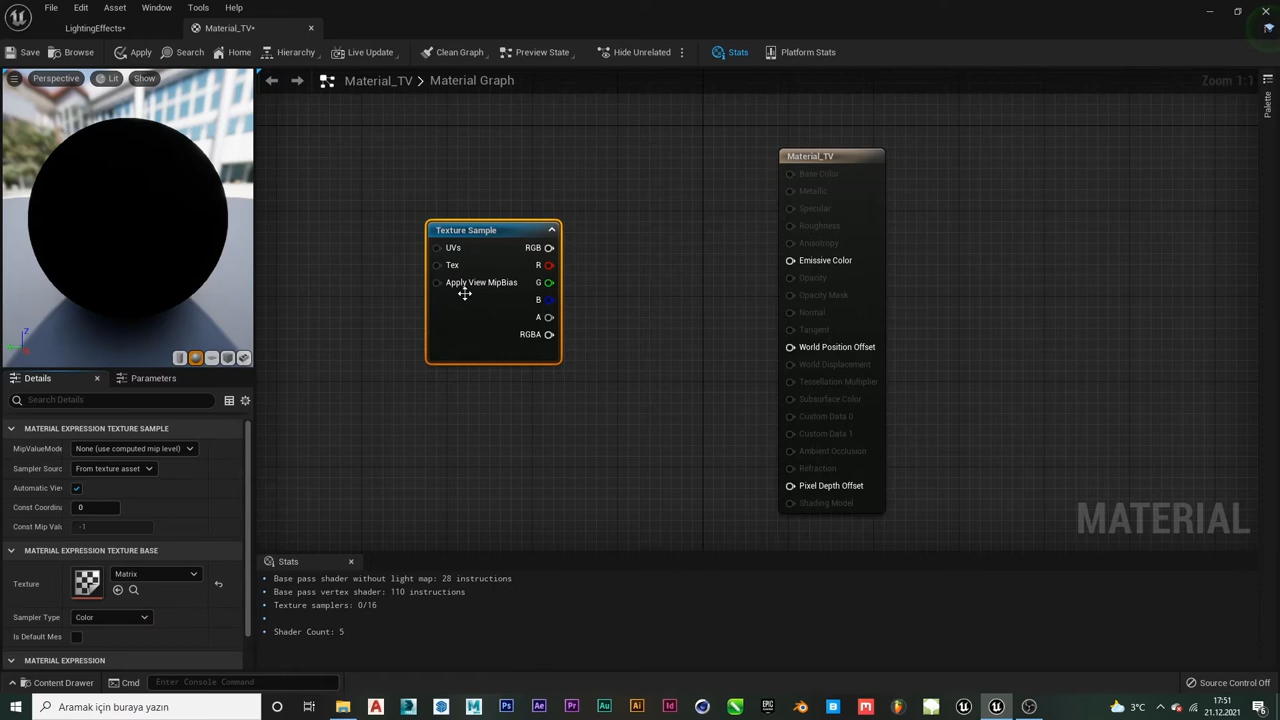 File Edit Asset Window Tools Help
LightingEffects•
Material_TV•
Save
Browse
Apply
Search
Home
Hierarchy
Live Update
Clean Graph
Preview State
Hide Unrelated
Stats
Platform Stats
Perspective
Lit
Show
Material_TV
Material Graph
Zoom 1:1
Palette
Texture Sample
UVs RGB
Tex R
Apply View MipBias G
B
A
RGBA
Material_TV
Base Color
Metallic
Specular
Roughness
Anisotropy
Emissive Color
Opacity
Opacity Mask
Normal
Tangent
World Position Offset
World Displacement
Tessellation Multiplier
Subsurface Color
Custom Data 0
Custom Data 1
Ambient Occlusion
Refraction
Pixel Depth Offset
Shading Model
MATERIAL
Z
Details
Parameters
Search Details
MATERIAL EXPRESSION TEXTURE SAMPLE
MipValueMode None (use computed mip level)
Sampler Sourc From texture asset
Automatic Viev
Const Coordina 0
Const Mip Valu -1
MATERIAL EXPRESSION TEXTURE BASE
Texture
Matrix
Sampler Type Color
Is Default Mes
MATERIAL EXPRESSION
Stats
Base pass shader without light map: 28 instructions
Base pass vertex shader: 110 instructions
Texture samplers: 0/16
Shader Count: 5
Content Drawer
Cmd
Enter Console Command
Source Control Off
Aramak için buraya yazın
3°C
17:51
21.12.2021